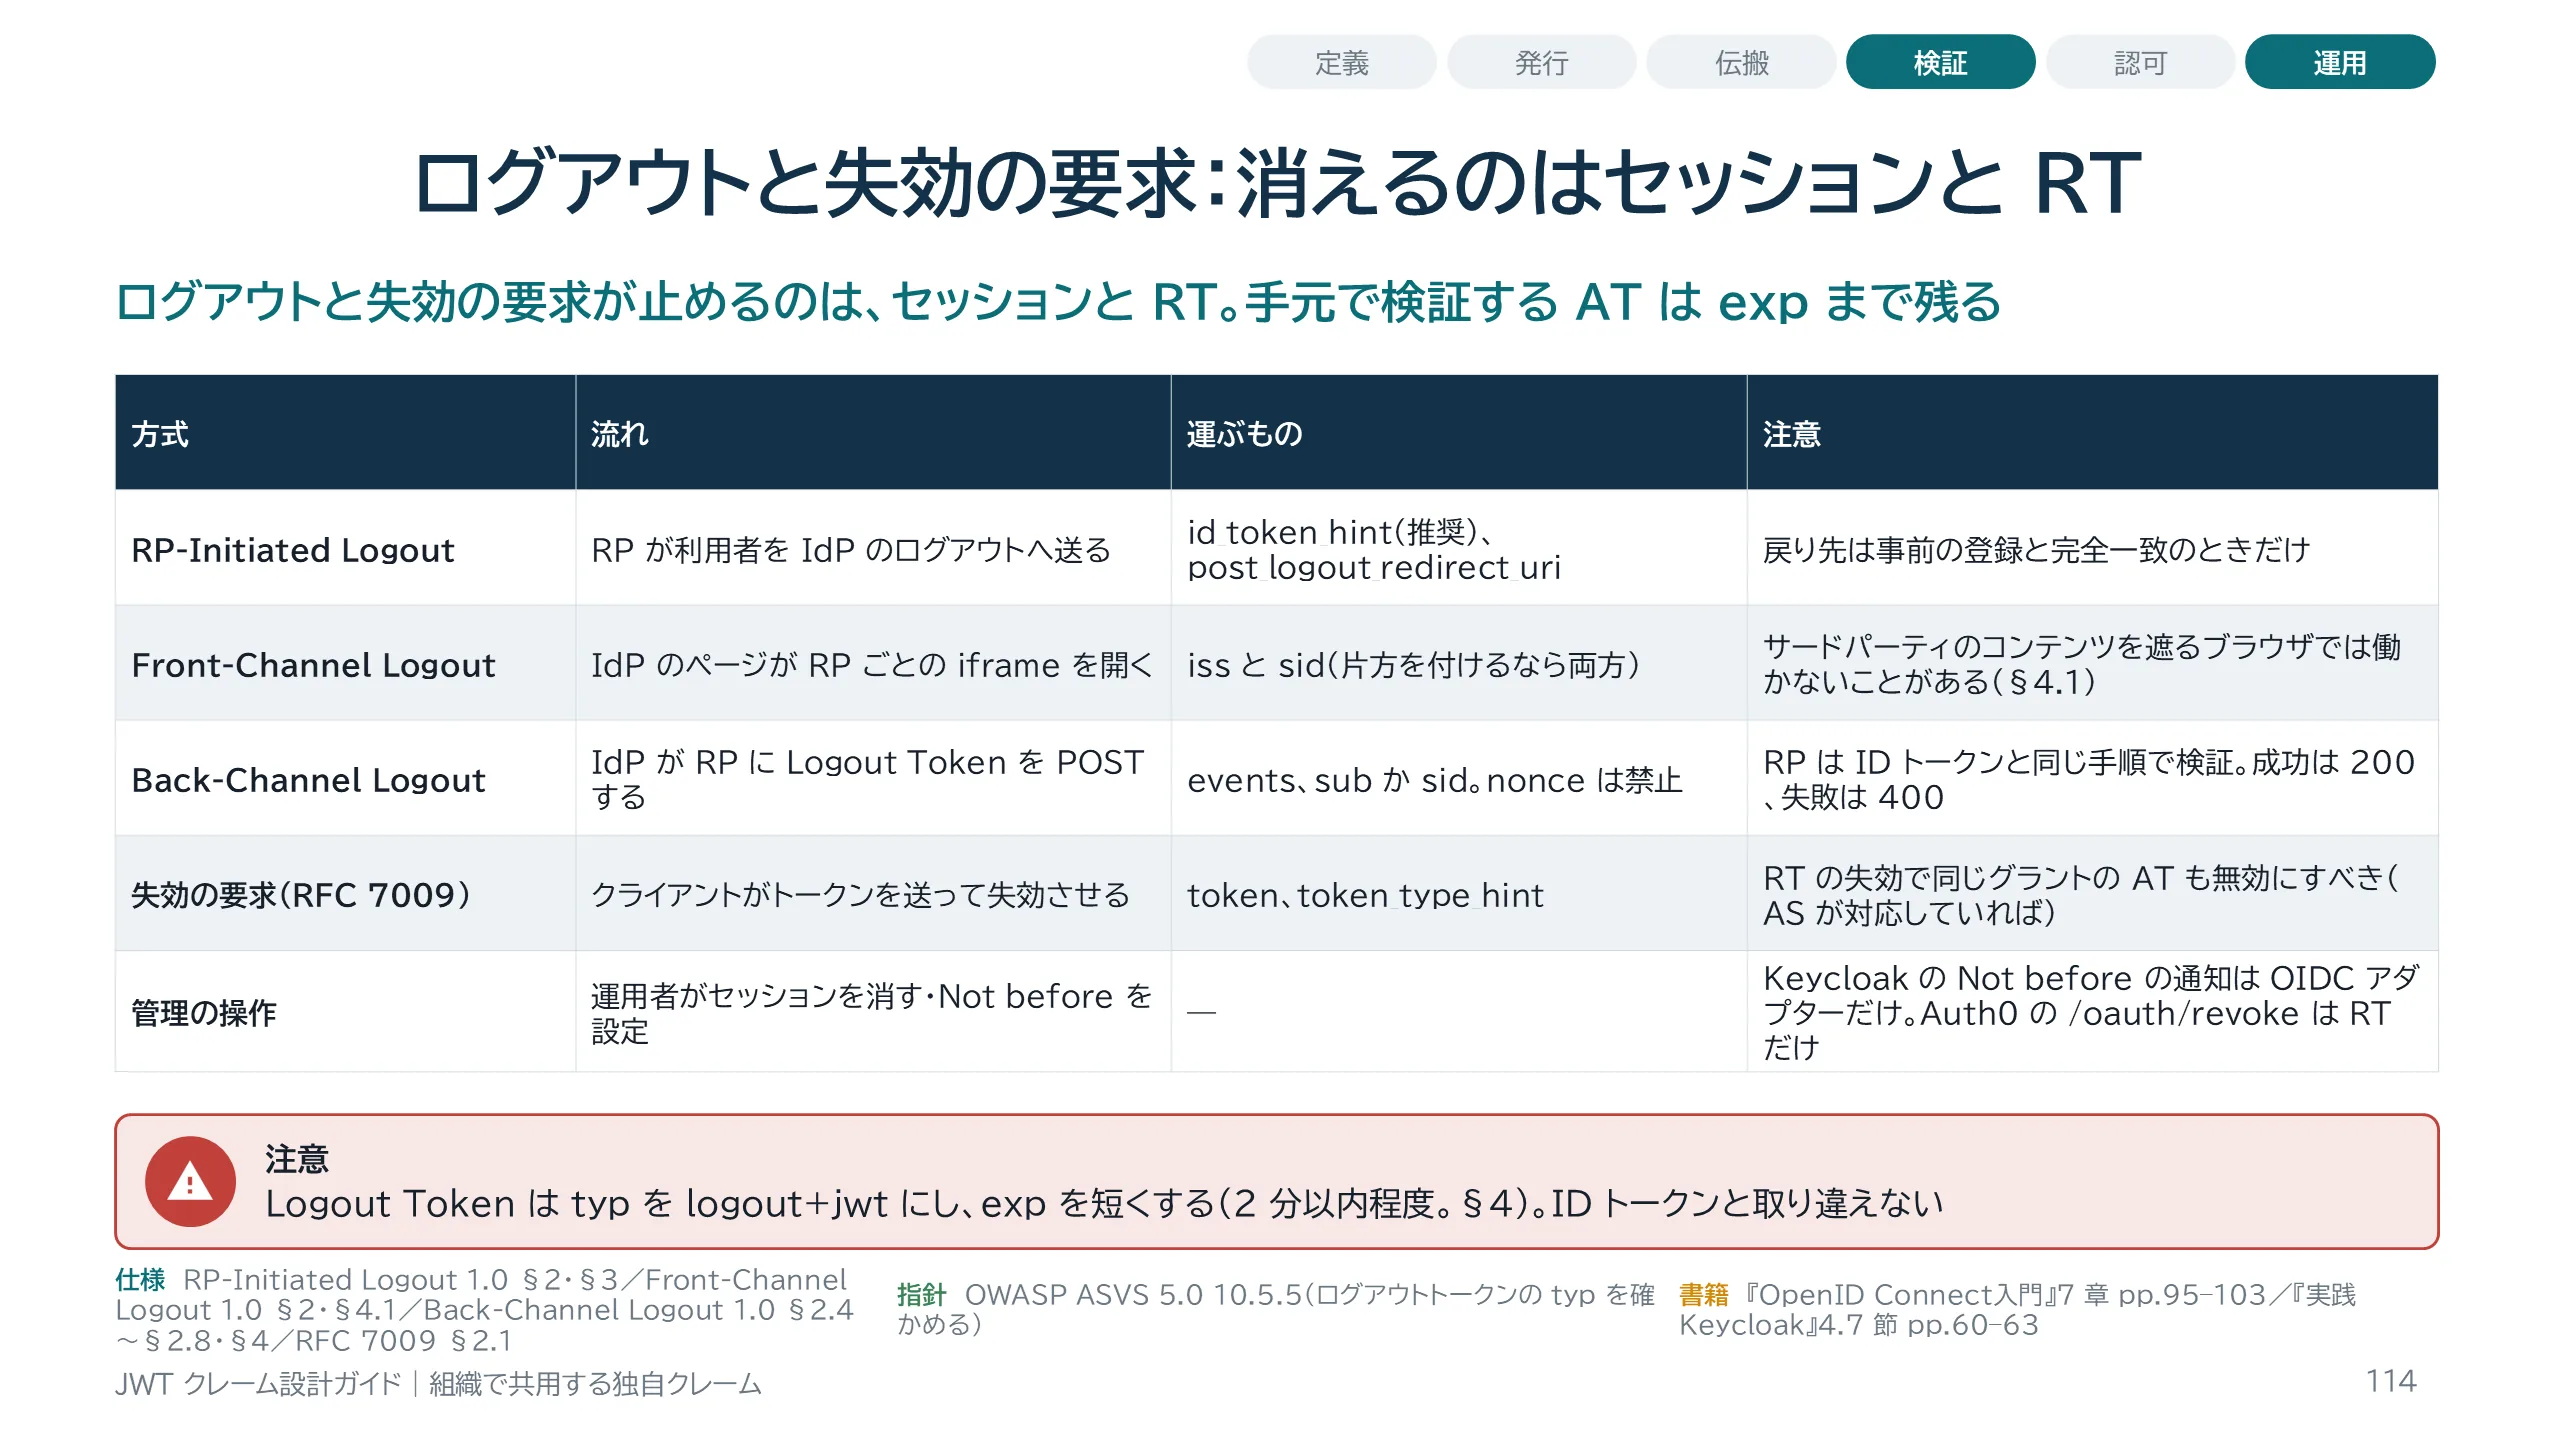 定義 発行 伝搬 検証 認可 運用
ログアウトと失効の要求：消えるのはセッションと RT
ログアウトと失効の要求が止めるのは、セッションと RT。手元で検証する AT は exp まで残る
方式 流れ 運ぶもの 注意
RP-Initiated Logout
RP が利用者を IdP のログアウトへ送る
id_token_hint（推奨）、
post_logout_redirect_uri
戻り先は事前の登録と完全一致のときだけ
Front-Channel Logout
IdP のページが RP ごとの iframe を開く
iss と sid（片方を付けるなら両方）
サードパーティのコンテンツを遮るブラウザでは働
かないことがある（§4.1）
Back-Channel Logout
IdP が RP に Logout Token を POST
する
events、sub か sid。nonce は禁止
RP は ID トークンと同じ手順で検証。成功は 200
、失敗は 400
失効の要求（RFC 7009）
クライアントがトークンを送って失効させる
token、token_type_hint
RT の失効で同じグラントの AT も無効にすべき（
AS が対応していれば）
管理の操作
運用者がセッションを消す・Not before を
設定
—
Keycloak の Not before の通知は OIDC アダ
プターだけ。Auth0 の /oauth/revoke は RT
だけ
注意
Logout Token は typ を logout+jwt にし、exp を短くする（2 分以内程度。§4）。ID トークンと取り違えない
仕様 RP-Initiated Logout 1.0 §2・§3／Front-Channel
Logout 1.0 §2・§4.1／Back-Channel Logout 1.0 §2.4
～§2.8・§4／RFC 7009 §2.1
指針 OWASP ASVS 5.0 10.5.5（ログアウトトークンの typ を確
かめる）
書籍 『OpenID Connect入門』7 章 pp.95–103／『実践
Keycloak』4.7 節 pp.60–63
JWT クレーム設計ガイド｜組織で共用する独自クレーム
114